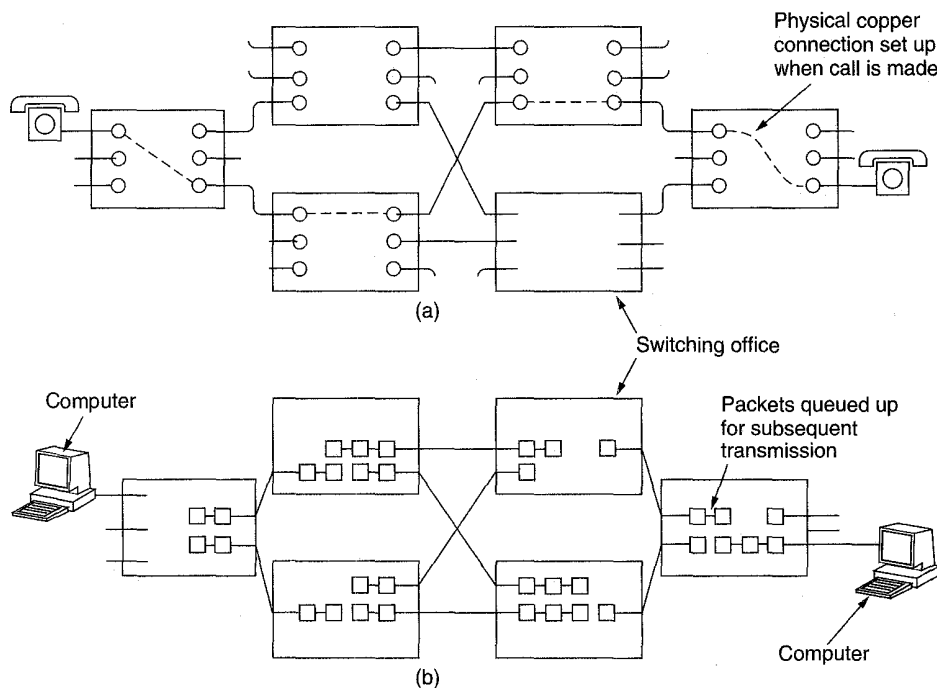 Physical copper
connection set up
when call is made
(a)
Switching office
Computer
Packets queued up
for subsequent
transmission
Computer
(b)